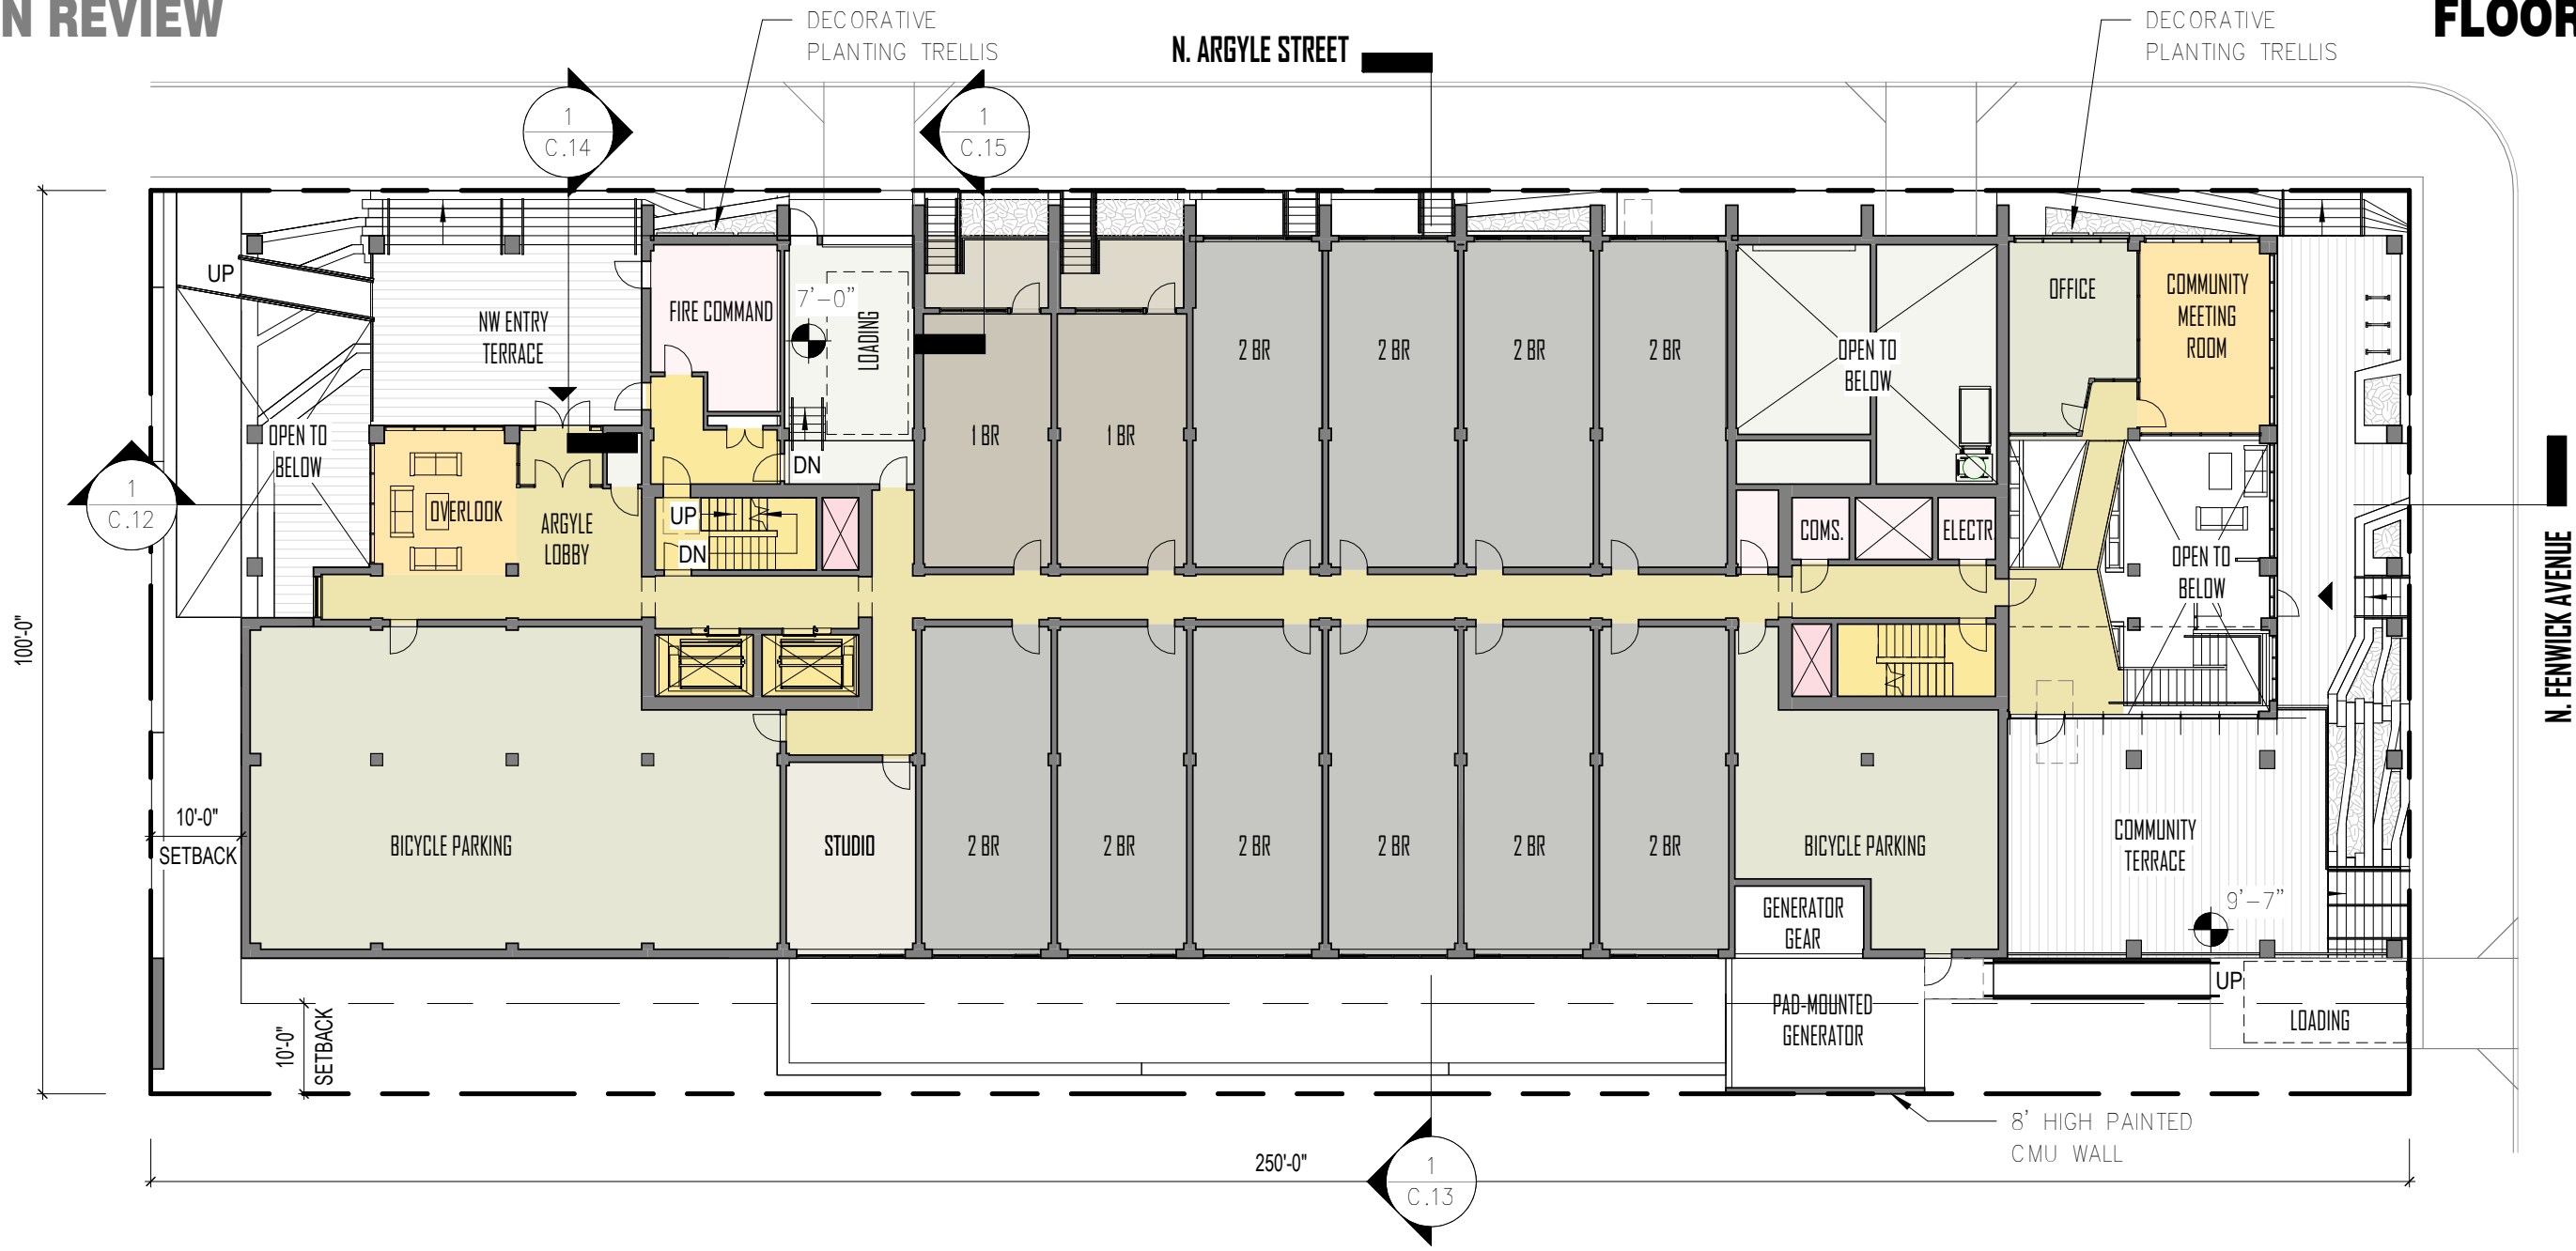 N REVIEW
FLOOR
DECORATIVE
PLANTING TRELLIS
N. ARGYLE STREET
DECORATIVE
PLANTING TRELLIS
1
C.14
1
C.15
UP
NW ENTRY
TERRACE
FIRE COMMAND
7'-0"
LOADING
2 BR
2 BR
2 BR
2 BR
OPEN TO
BELOW
OFFICE
COMMUNITY
MEETING
ROOM
1 BR
1 BR
OPEN TO
BELOW
DN
1
C.12
OVERLOOK
ARGYLE
LOBBY
UP
DN
COMS.
ELECTR.
OPEN TO
BELOW
N. FENWICK AVENUE
100'-0"
10'-0"
SETBACK
BICYCLE PARKING
STUDIO
2 BR
2 BR
2 BR
2 BR
2 BR
2 BR
BICYCLE PARKING
COMMUNITY
TERRACE
9'-7"
GENERATOR
GEAR
10'-0"
SETBACK
PAD-MOUNTED
GENERATOR
UP
LOADING
8' HIGH PAINTED
CMU WALL
250'-0"
1
C.13